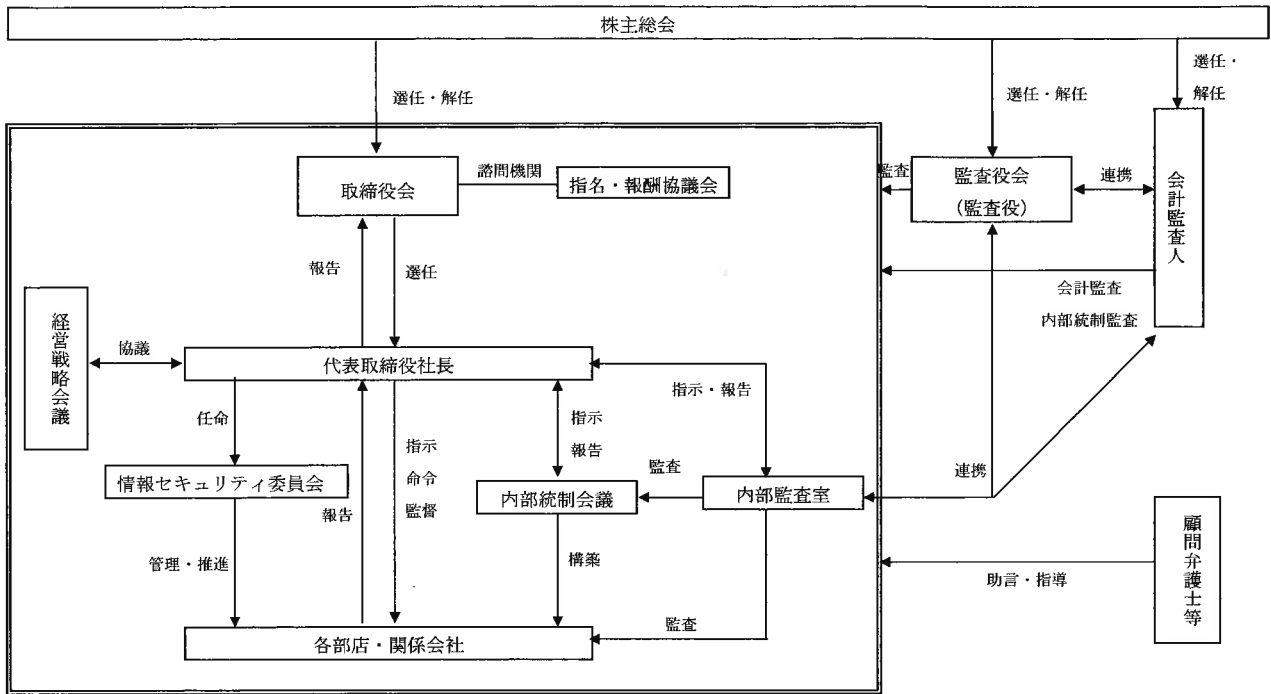 株主総会
選任・解任
選任・解任
選任・
解任
取締役会
諮問機関
指名・報酬協議会
監査
監査役会
(監査役)
連携
会計監査人
報告
選任
会計監査
内部統制監査
経営戦略会議
協議
代表取締役社長
指示・報告
任命
指示
命令
監督
指示
報告
監査
連携
情報セキュリティ委員会
報告
内部統制会議
内部監査室
管理・推進
構築
助言・指導
顧問弁護士等
各部店・関係会社
監査